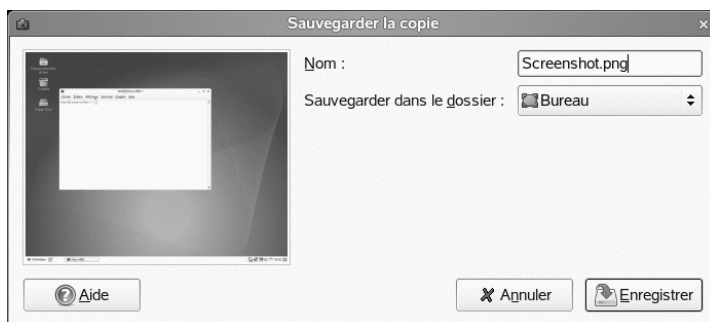 Sauvegarder la copie
Nom :
Screenshot.png
Sauvegarder dans le dossier :
Bureau
Aide
Annuler
Enregistrer